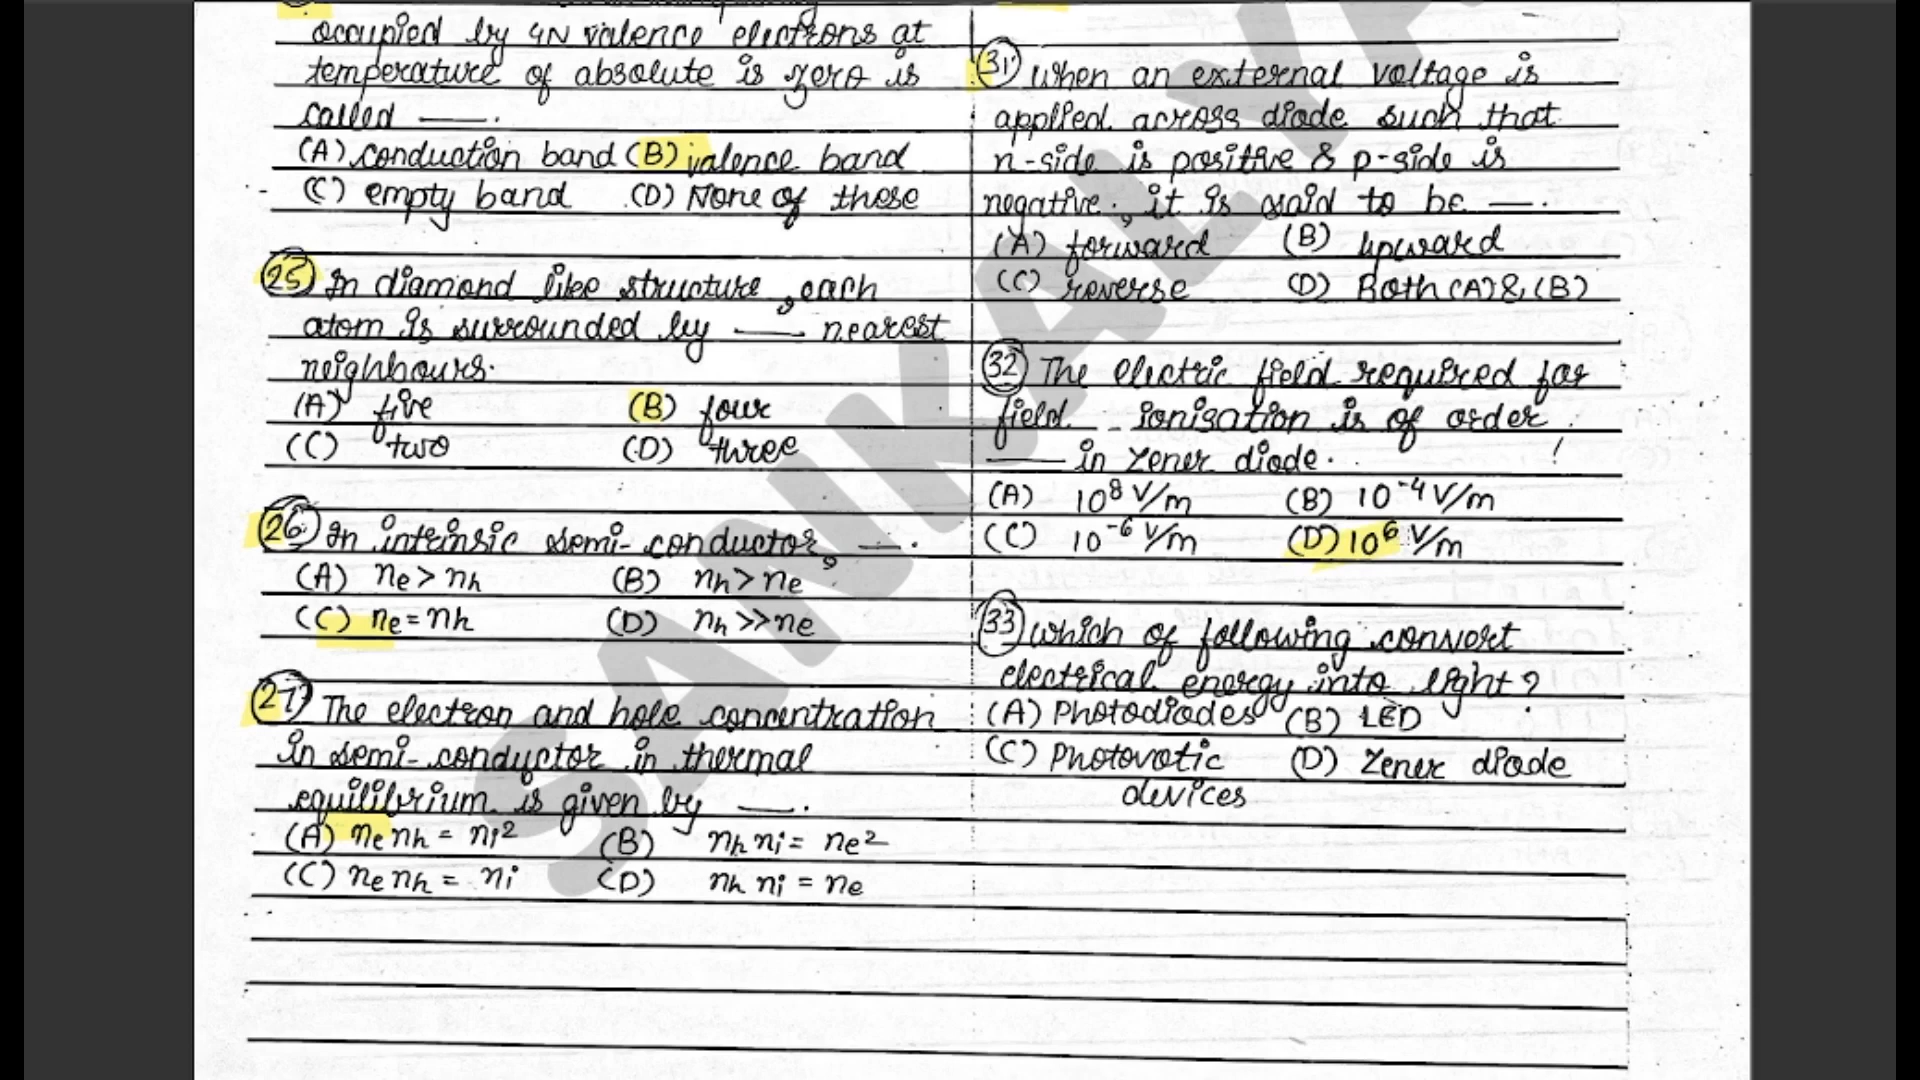 occupied by 4N valence electrons at
temperature of absolute is zero is
called ——.
(A) conduction band (B) valence band
(C) empty band (D) None of these
(25) In diamond like structure, each
atom is surrounded by —— nearest
neighbours.
(A) five (B) four
(C) two (D) three
(26) In intrinsic semi-conductor, ——.
(A) ne > nh (B) nh > ne
(C) ne = nh (D) nh >> ne
(27) The electron and hole concentration
in semi-conductor in thermal
equilibrium is given by ——.
(A) ne nh = ni² (B) nh ni = ne²
(C) ne nh = ni (D) nh ni = ne
(31) When an external voltage is
applied across diode such that
n-side is positive & p-side is
negative, it is said to be ——.
(A) forward (B) upward
(C) reverse (D) Both (A) & (B)
(32) The electric field required for
field - ionisation is of order
—— in zener diode.
(A) 10⁸ V/m (B) 10⁻⁴ V/m
(C) 10⁻⁶ V/m (D) 10⁶ V/m
(33) which of following convert
electrical energy into light?
(A) Photodiodes (B) LED
(C) Photovotic (D) Zener diode
devices
SANKALYA